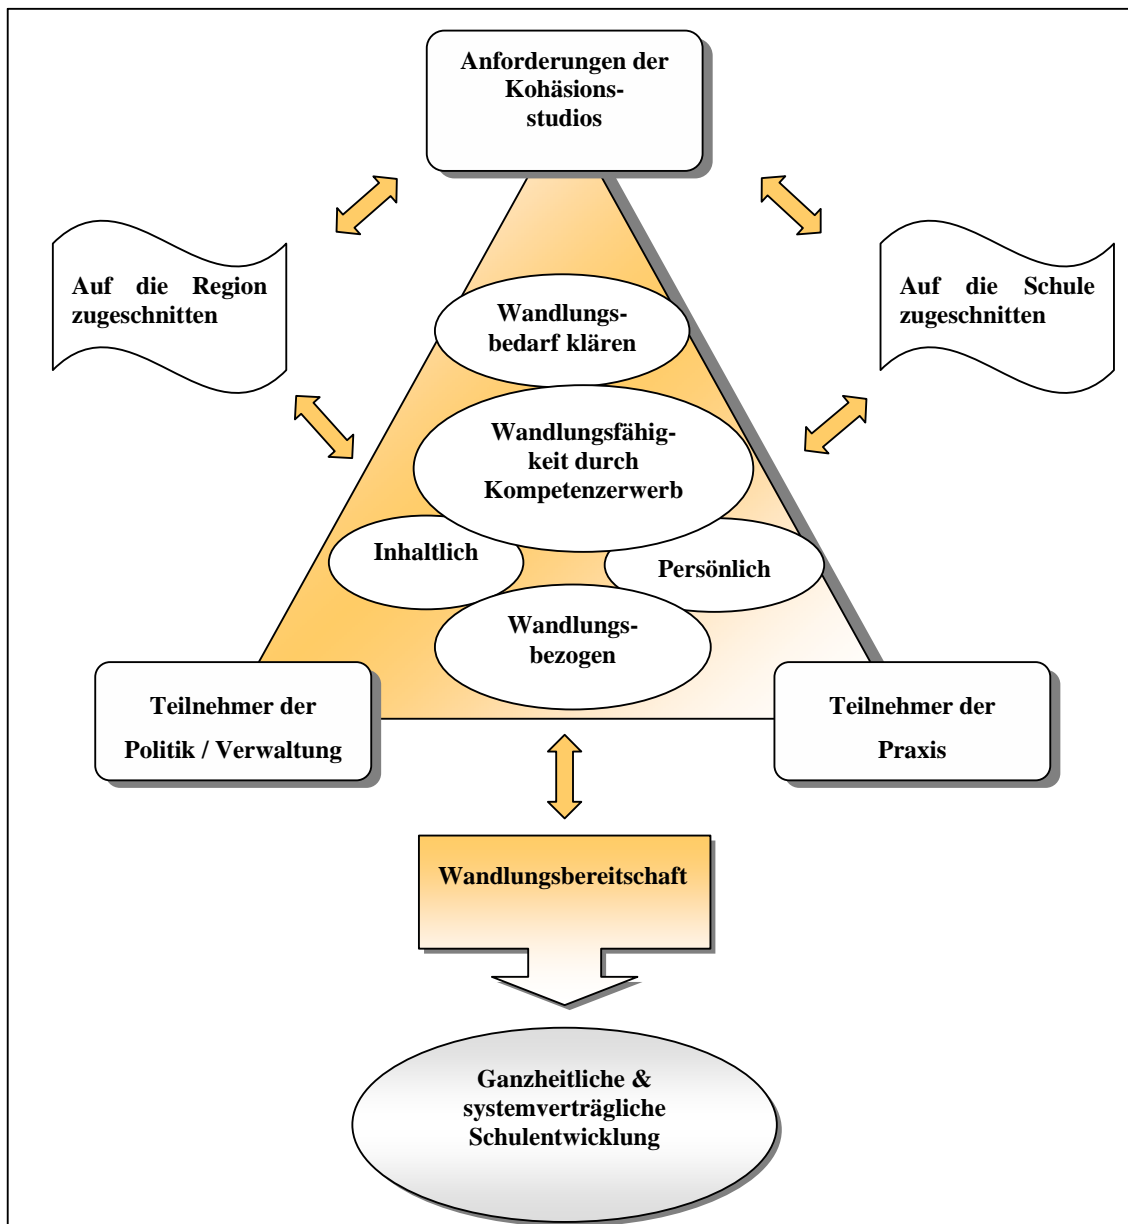 Anforderungen der
Kohäsions-
studios
Auf die Region
zugeschnitten
Auf die Schule
zugeschnitten
Wandlungs-
bedarf klären
Wandlungsfähig-
keit durch
Kompetenzerwerb
Inhaltlich
Persönlich
Wandlungs-
bezogen
Teilnehmer der
Politik / Verwaltung
Teilnehmer der
Praxis
Wandlungsbereitschaft
Ganzheitliche &
systemverträgliche
Schulentwicklung